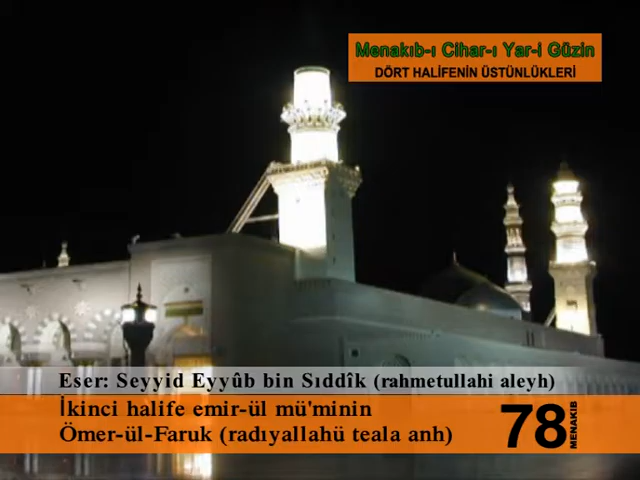 Menakıb-ı Cihar-ı Yar-i Güzin
DÖRT HALİFENİN ÜSTÜNLÜKLERİ
Eser: Seyyid Eyyûb bin Sıddîk (rahmetullahi aleyh)
İkinci halife emir-ül mü'minin
Ömer-ül-Faruk (radıyallahü teala anh)
78
MENAKIB